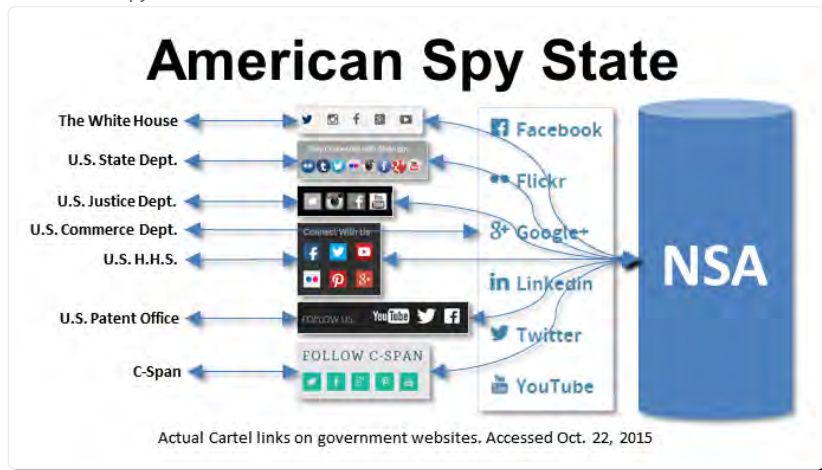 American Spy State
The White House
U.S. State Dept.
U.S. Justice Dept.
U.S. Commerce Dept.
U.S. H.H.S.
U.S. Patent Office
C-Span
Connect With Us
FOLLOW US
YouTube
FOLLOW C-SPAN
Facebook
Flickr
Google+
LinkedIn
Twitter
YouTube
NSA
Actual Cartel links on government websites. Accessed Oct. 22, 2015